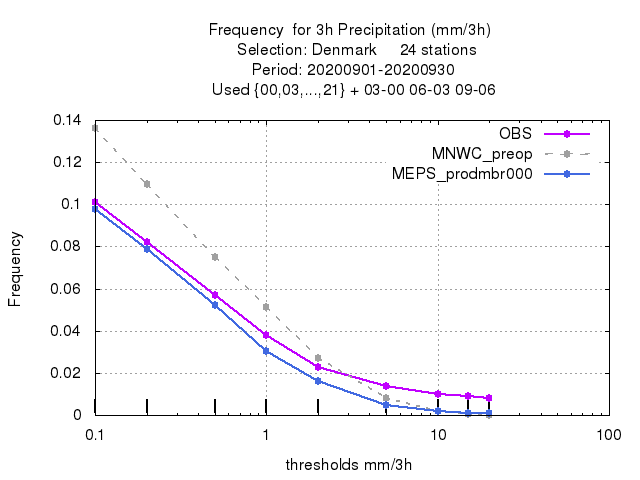 Frequency  for 3h Precipitation (mm/3h)
Selection: Denmark     24 stations
Period: 20200901-20200930
Used {00,03,...,21} + 03-00 06-03 09-06
OBS
MNWC_preop
MEPS_prodmbr000
0.14
0.12
0.1
0.08
0.06
0.04
0.02
0
Frequency
0.1 1 10 100
thresholds mm/3h